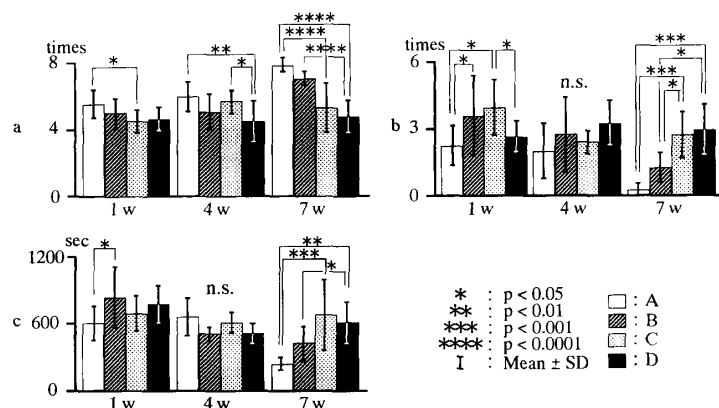 times
8
4
0
a
*
**
*
****
****
****
1 w
4 w
7 w
times
6
3
0
b
*
*
*
n.s.
***
*
***
*
1 w
4 w
7 w
sec
1200
600
0
c
*
n.s.
**
***
*
1 w
4 w
7 w
* : p < 0.05
** : p < 0.01
*** : p < 0.001
**** : p < 0.0001
I : Mean ± SD
: A
: B
: C
: D